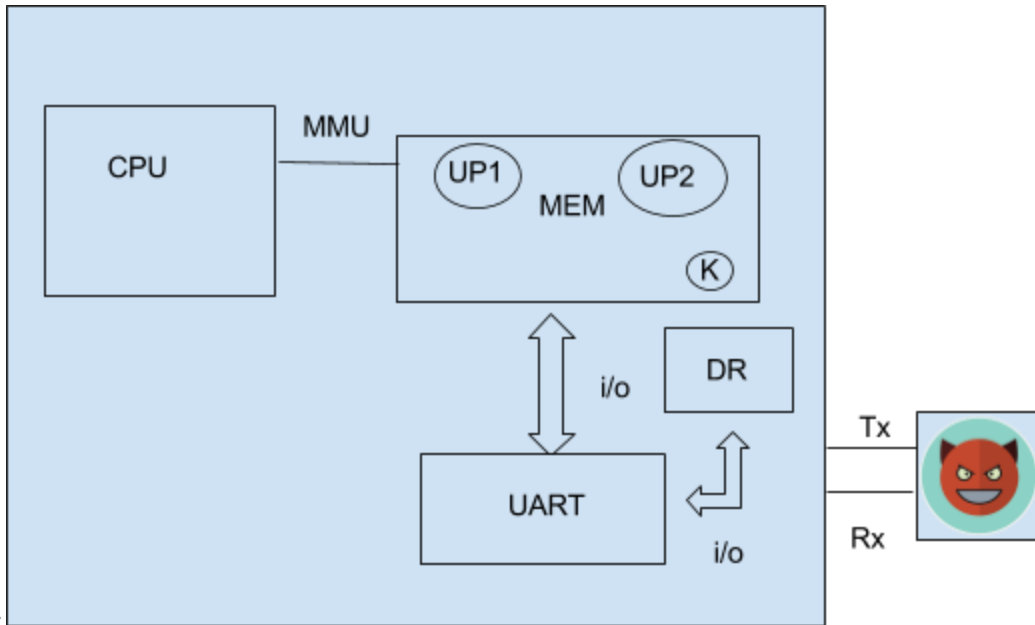 MMU
CPU
UP1
UP2
MEM
K
DR
i/o
Tx
UART
Rx
i/o